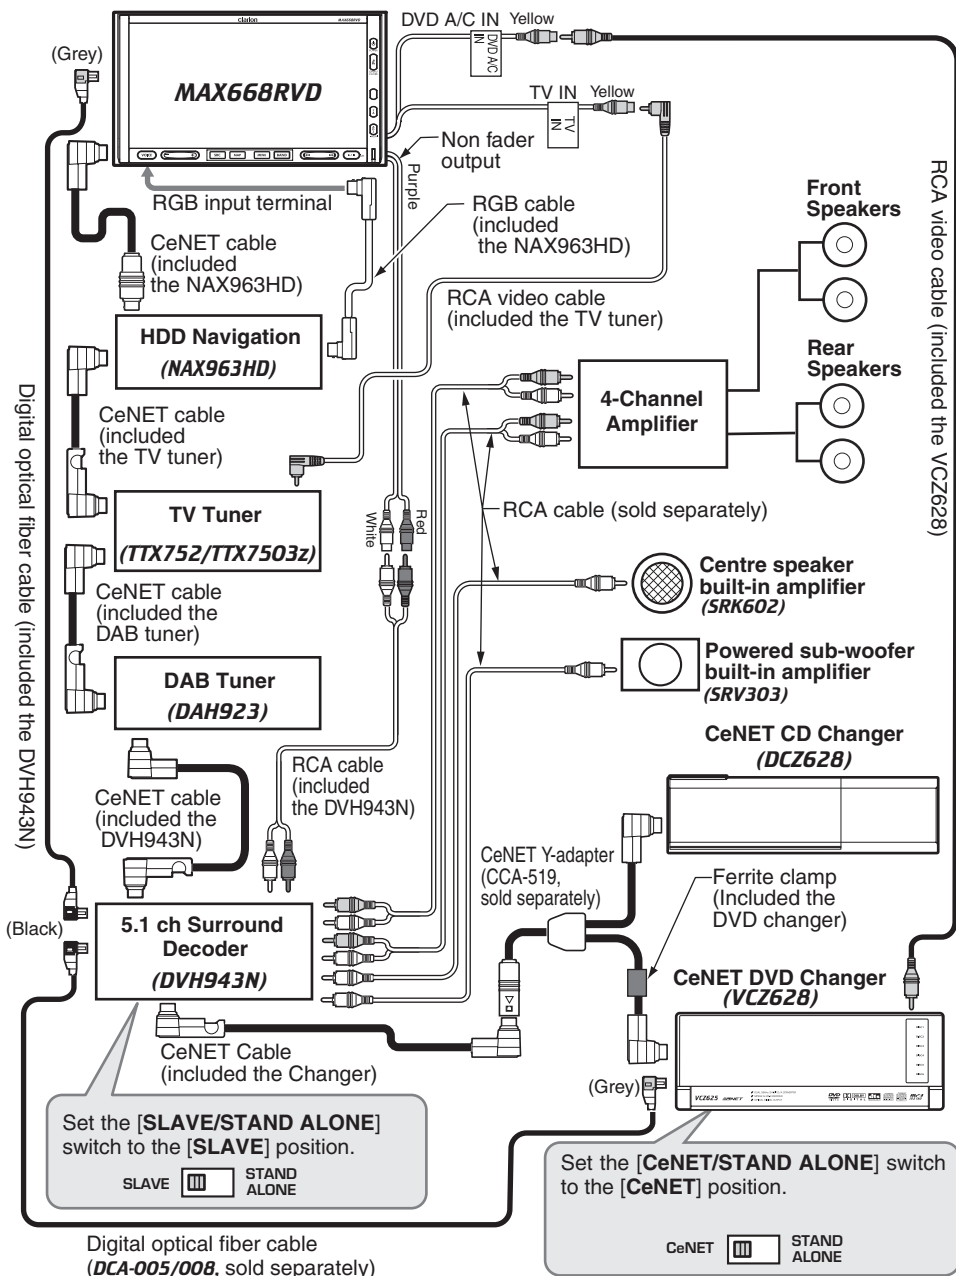 clarion
MAX668RVD
DVD A/C IN
Yellow
DVD A/C
IN
(Grey)
MAX668RVD
TV IN
Yellow
TV
IN
Non fader
output
Purple
RGB input terminal
RGB cable
(included
the NAX963HD)
CeNET cable
(included
the NAX963HD)
Front
Speakers
RCA video cable (included the VCZ628)
RCA video cable
(included the TV tuner)
HDD Navigation
(NAX963HD)
Rear
Speakers
4-Channel
Amplifier
Digital optical fiber cable (included the DVH943N)
CeNET cable
(included
the TV tuner)
TV Tuner
(TTX752/TTX7503z)
White
Red
RCA cable (sold separately)
Centre speaker
built-in amplifier
(SRK602)
CeNET cable
(included the
DAB tuner)
Powered sub-woofer
built-in amplifier
(SRV303)
DAB Tuner
(DAH923)
CeNET CD Changer
(DCZ628)
RCA cable
(included
the DVH943N)
CeNET cable
(included the
DVH943N)
CeNET Y-adapter
(CCA-519,
sold separately)
Ferrite clamp
(Included the
DVD changer)
(Black)
5.1 ch Surround
Decoder
(DVH943N)
CeNET DVD Changer
(VCZ628)
CeNET Cable
(included the Changer)
(Grey)
VCZ625
CeNET
Set the [SLAVE/STAND ALONE]
switch to the [SLAVE] position.
SLAVE
STAND
ALONE
Set the [CeNET/STAND ALONE] switch
to the [CeNET] position.
CeNET
STAND
ALONE
Digital optical fiber cable
(DCA-005/008, sold separately)